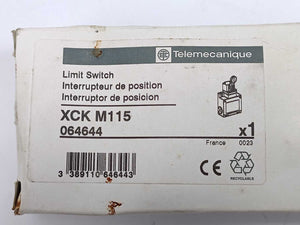 Telemecanique
Limit Switch
Interrupteur de position
Interruptor de posicion
XCK M115
064644
x1
France 0023
3 389110 646443
CE
RECYCLABLE